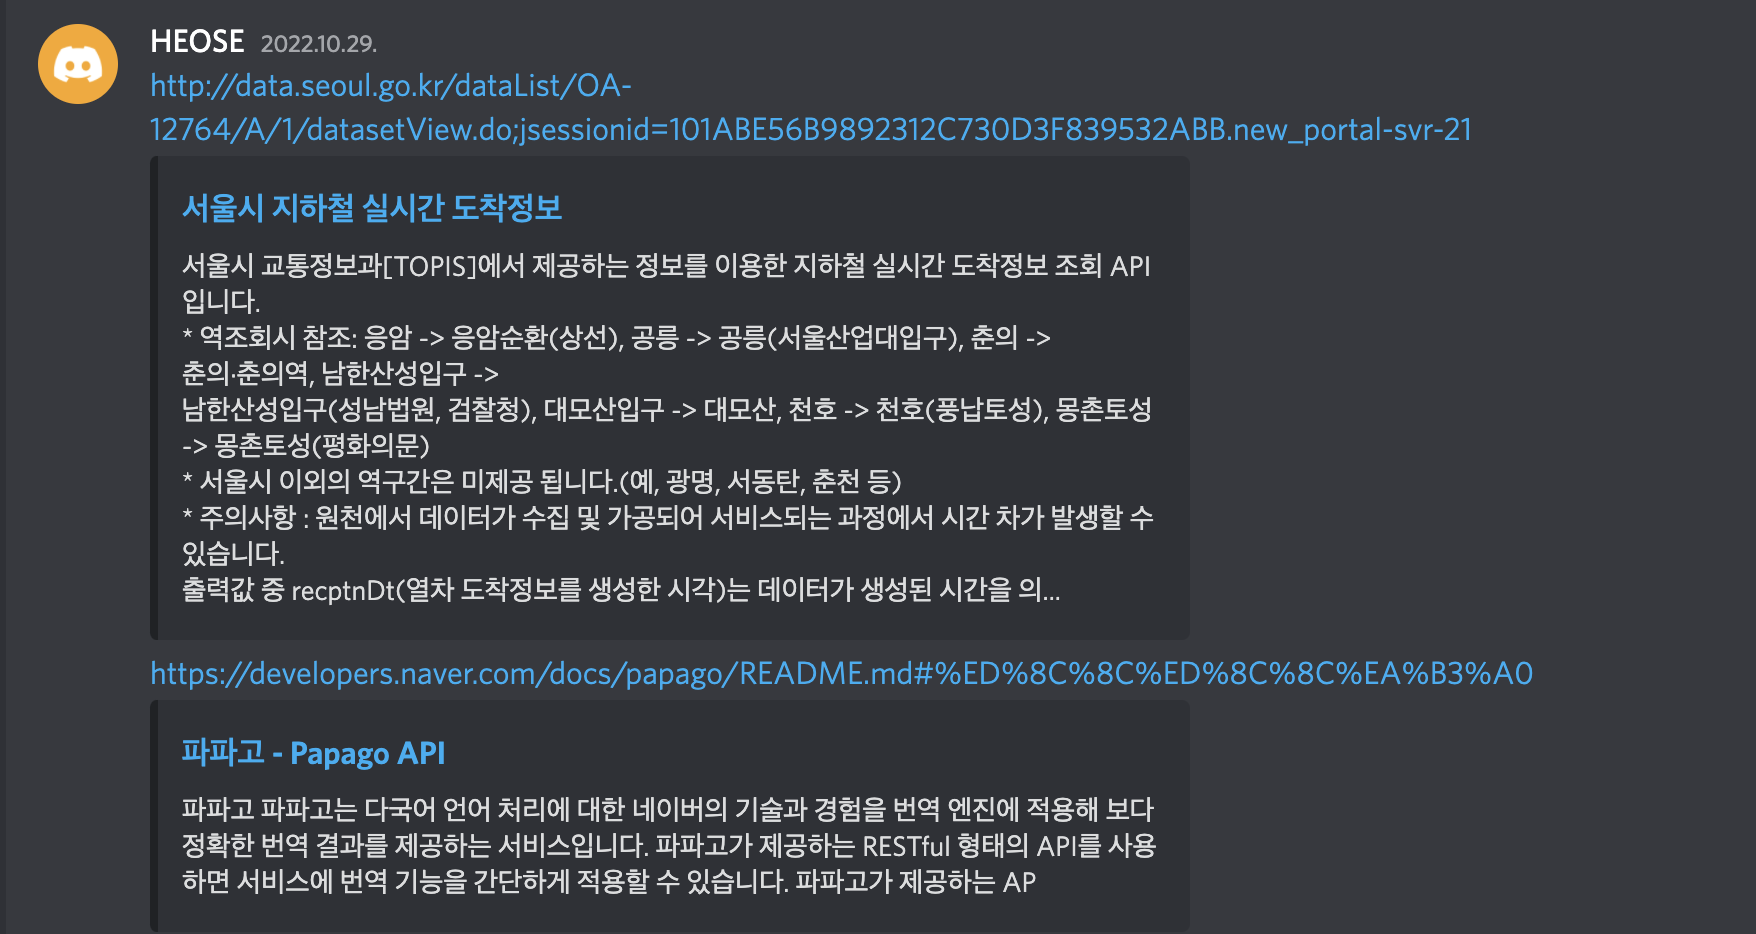 HEOSE 2022.10.29.
http://data.seoul.go.kr/dataList/OA-
12764/A/1/datasetView.do;jsessionid=101ABE56B9892312C730D3F839532ABB.new_portal-svr-21
서울시 지하철 실시간 도착정보
서울시 교통정보과[TOPIS]에서 제공하는 정보를 이용한 지하철 실시간 도착정보 조회 API
입니다.
* 역조회시 참조: 응암 -> 응암순환(상선), 공릉 -> 공릉(서울산업대입구), 춘의 ->
춘의·춘의역, 남한산성입구 ->
남한산성입구(성남법원, 검찰청), 대모산입구 -> 대모산, 천호 -> 천호(풍납토성), 몽촌토성
-> 몽촌토성(평화의문)
* 서울시 이외의 역구간은 미제공 됩니다.(예, 광명, 서동탄, 춘천 등)
* 주의사항 : 원천에서 데이터가 수집 및 가공되어 서비스되는 과정에서 시간 차가 발생할 수
있습니다.
출력값 중 recptnDt(열차 도착정보를 생성한 시각)는 데이터가 생성된 시간을 의...
https://developers.naver.com/docs/papago/README.md#%ED%8C%8C%ED%8C%8C%EA%B3%A0
파파고 - Papago API
파파고 파파고는 다국어 언어 처리에 대한 네이버의 기술과 경험을 번역 엔진에 적용해 보다
정확한 번역 결과를 제공하는 서비스입니다. 파파고가 제공하는 RESTful 형태의 API를 사용
하면 서비스에 번역 기능을 간단하게 적용할 수 있습니다. 파파고가 제공하는 AP